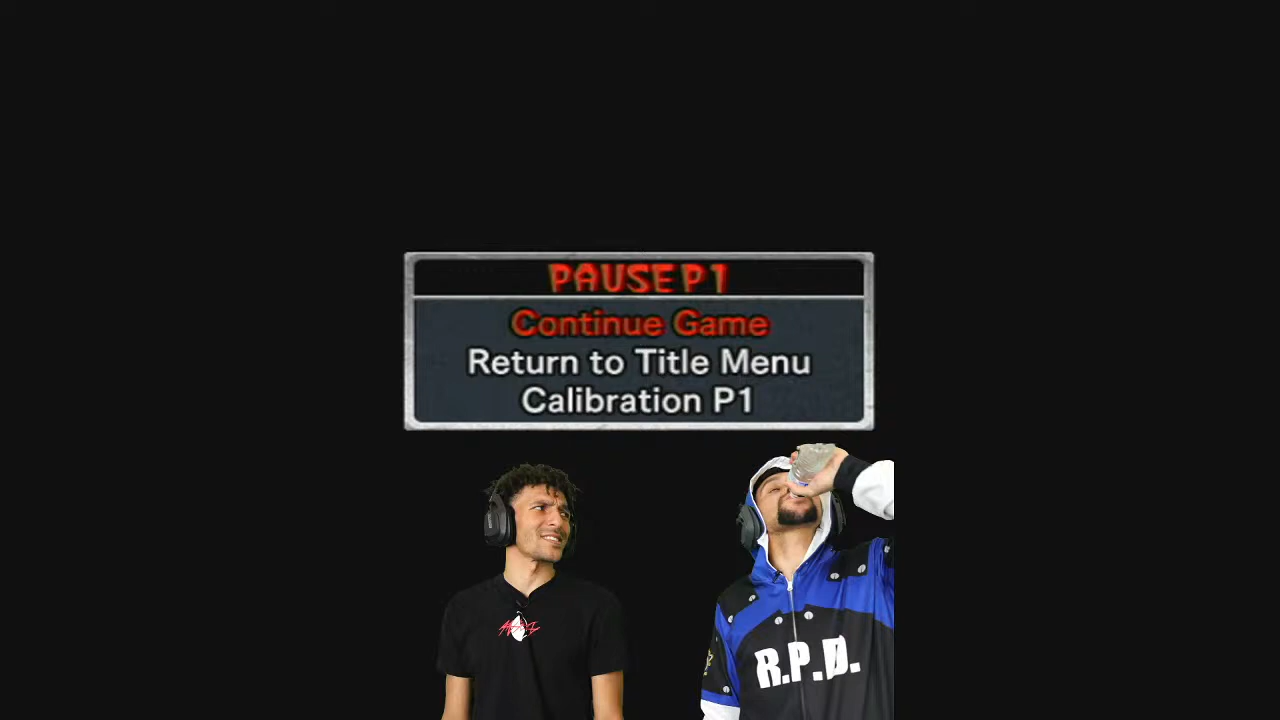 PAUSE P1
Continue Game
Return to Title Menu
Calibration P1
R.P.D.